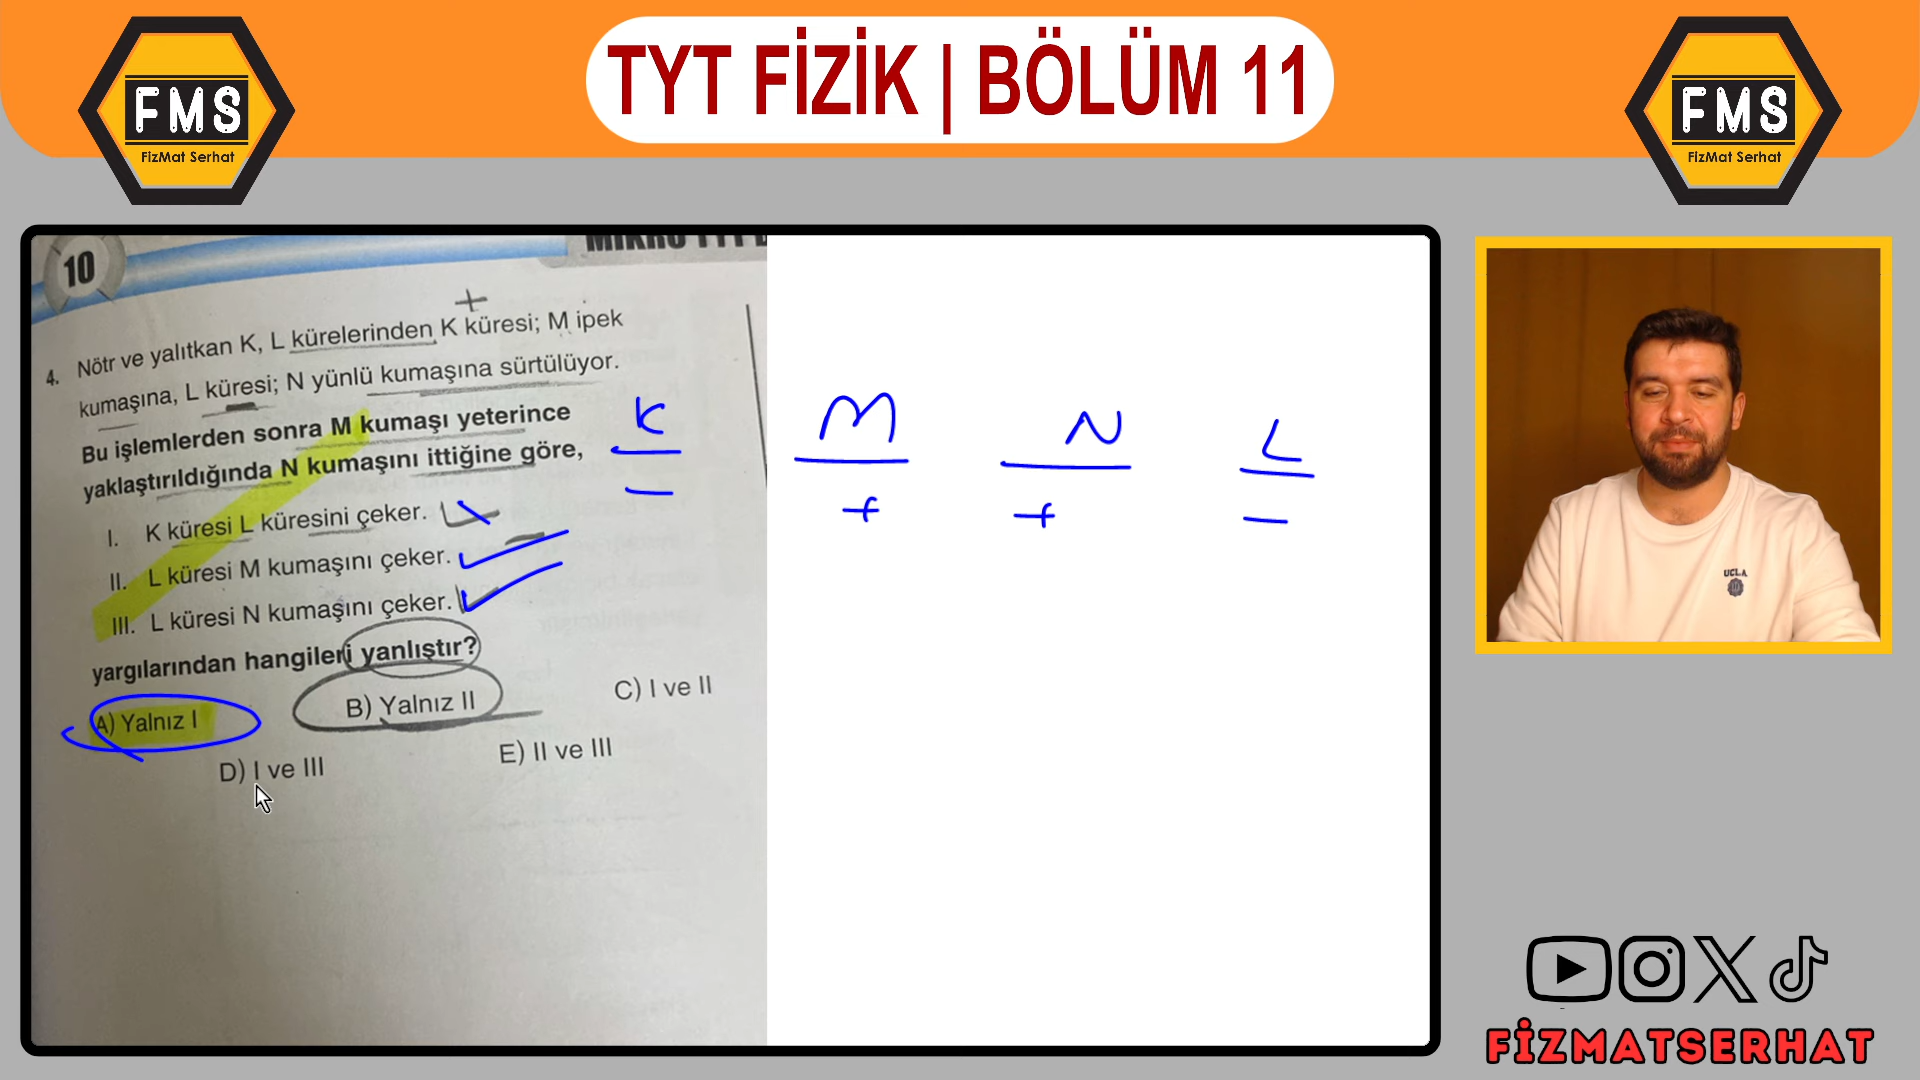 TYT FİZİK | BÖLÜM 11
FMS
FizMat Serhat
FMS
FizMat Serhat
10
+
4. Nötr ve yalıtkan K, L kürelerinden K küresi; M ipek
kumaşına, L küresi; N yünlü kumaşına sürtülüyor.
Bu işlemlerden sonra M kumaşı yeterince
yaklaştırıldığında N kumaşını ittiğine göre,
I. K küresi L küresini çeker.
II. L küresi M kumaşını çeker.
III. L küresi N kumaşını çeker.
yargılarından hangileri yanlıştır?
A) Yalnız I
B) Yalnız II
C) I ve II
D) I ve III
E) II ve III
K M N L
− + + −
UCLA
FİZMATSERHAT